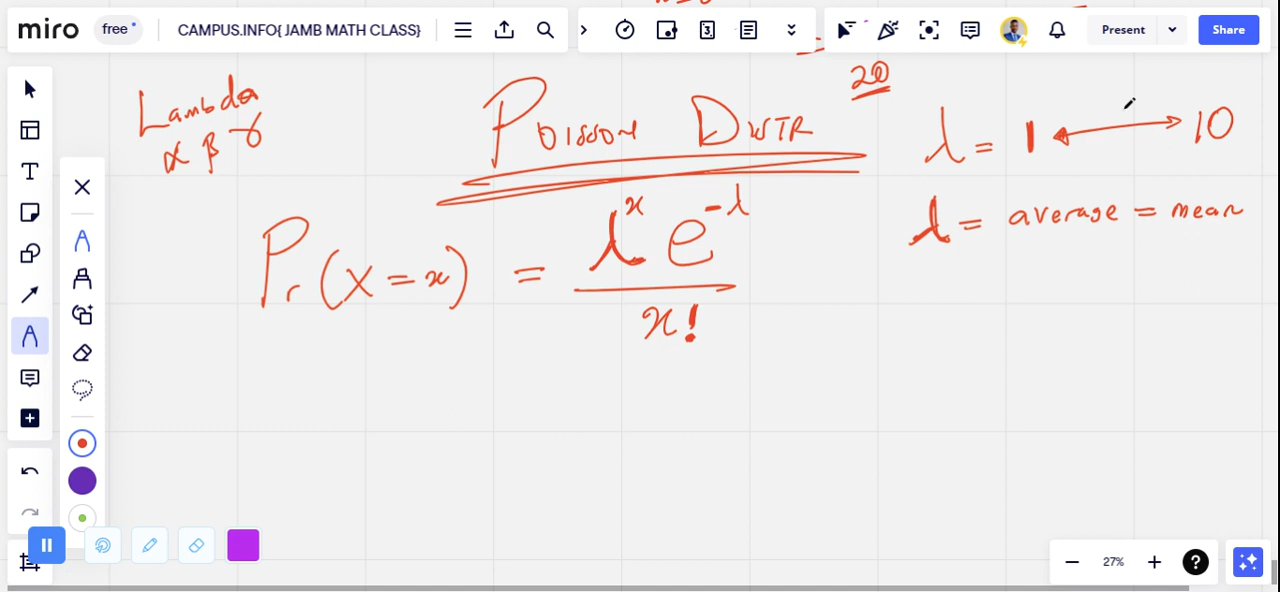 miro free CAMPUS.INFO{ JAMB MATH CLASS} Present Share
20
Lambda
α β γ
POISSON DISTR
λ = 1 ↔ 10
λ = average = mean
Pr (X = x) = λ^x e^-λ / x!
27%